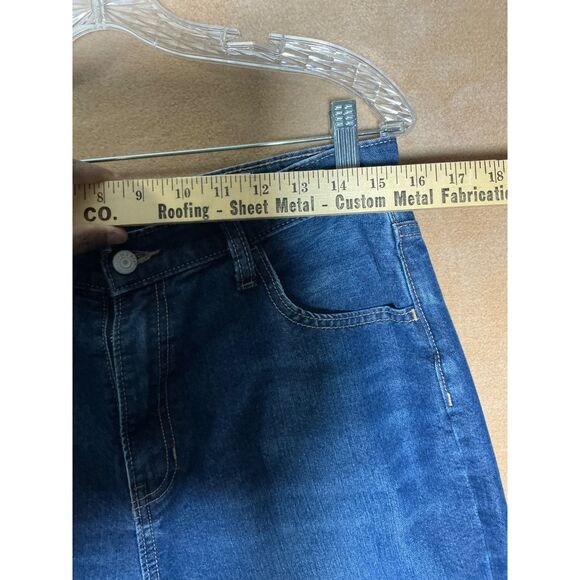 8 9 10 11 12 13 14 15 16 17 18
CO. Roofing - Sheet Metal - Custom Metal Fabricatio